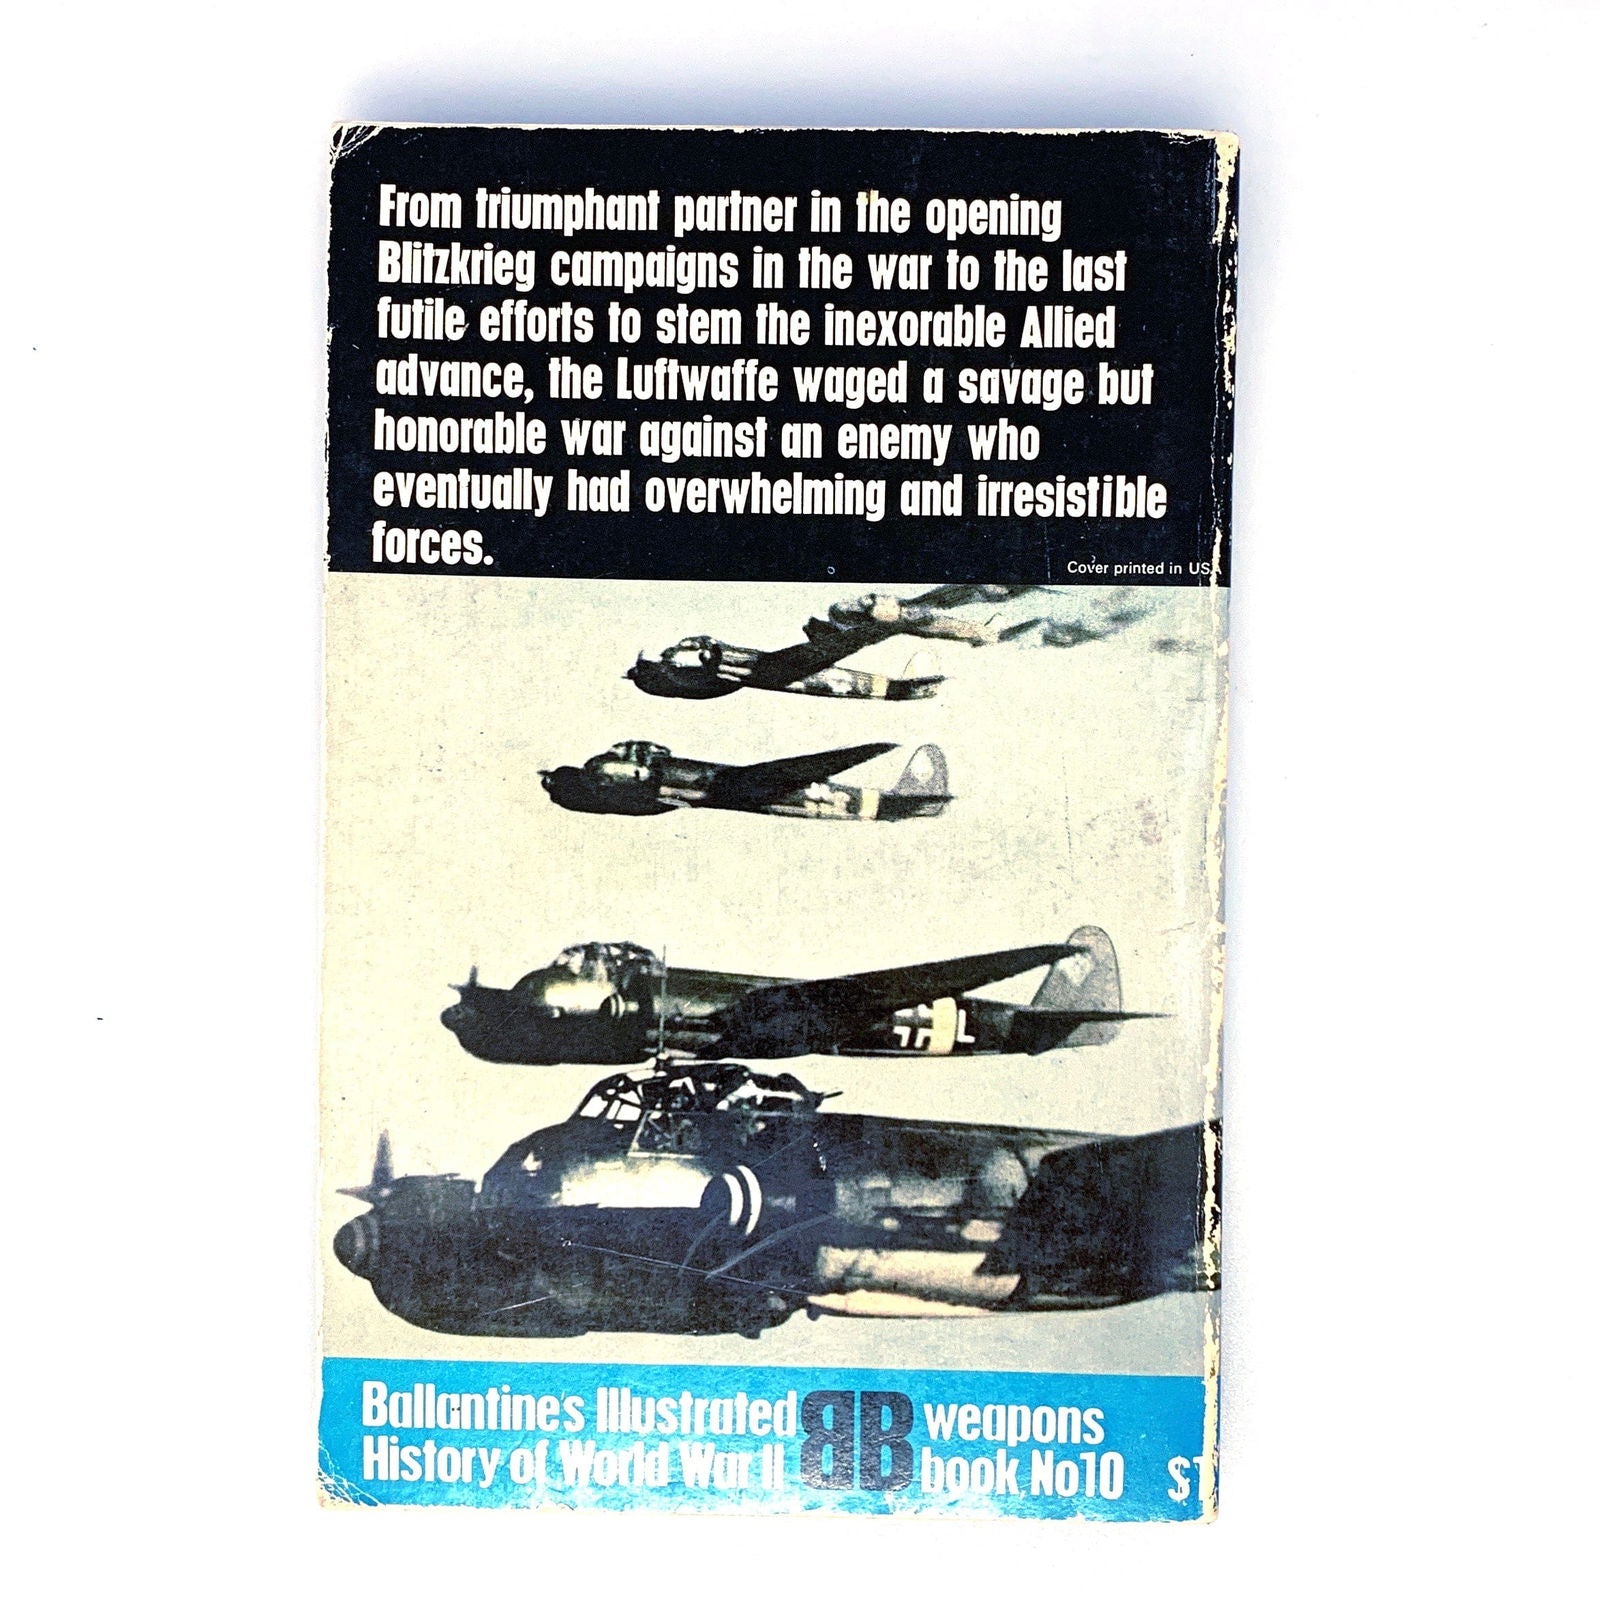 From triumphant partner in the opening
Blitzkrieg campaigns in the war to the last
futile efforts to stem the inexorable Allied
advance, the Luftwaffe waged a savage but
honorable war against an enemy who
eventually had overwhelming and irresistible
forces.
Cover printed in USA
L
Ballantine's Illustrated
History of World War II
BB
weapons
book No10
$1